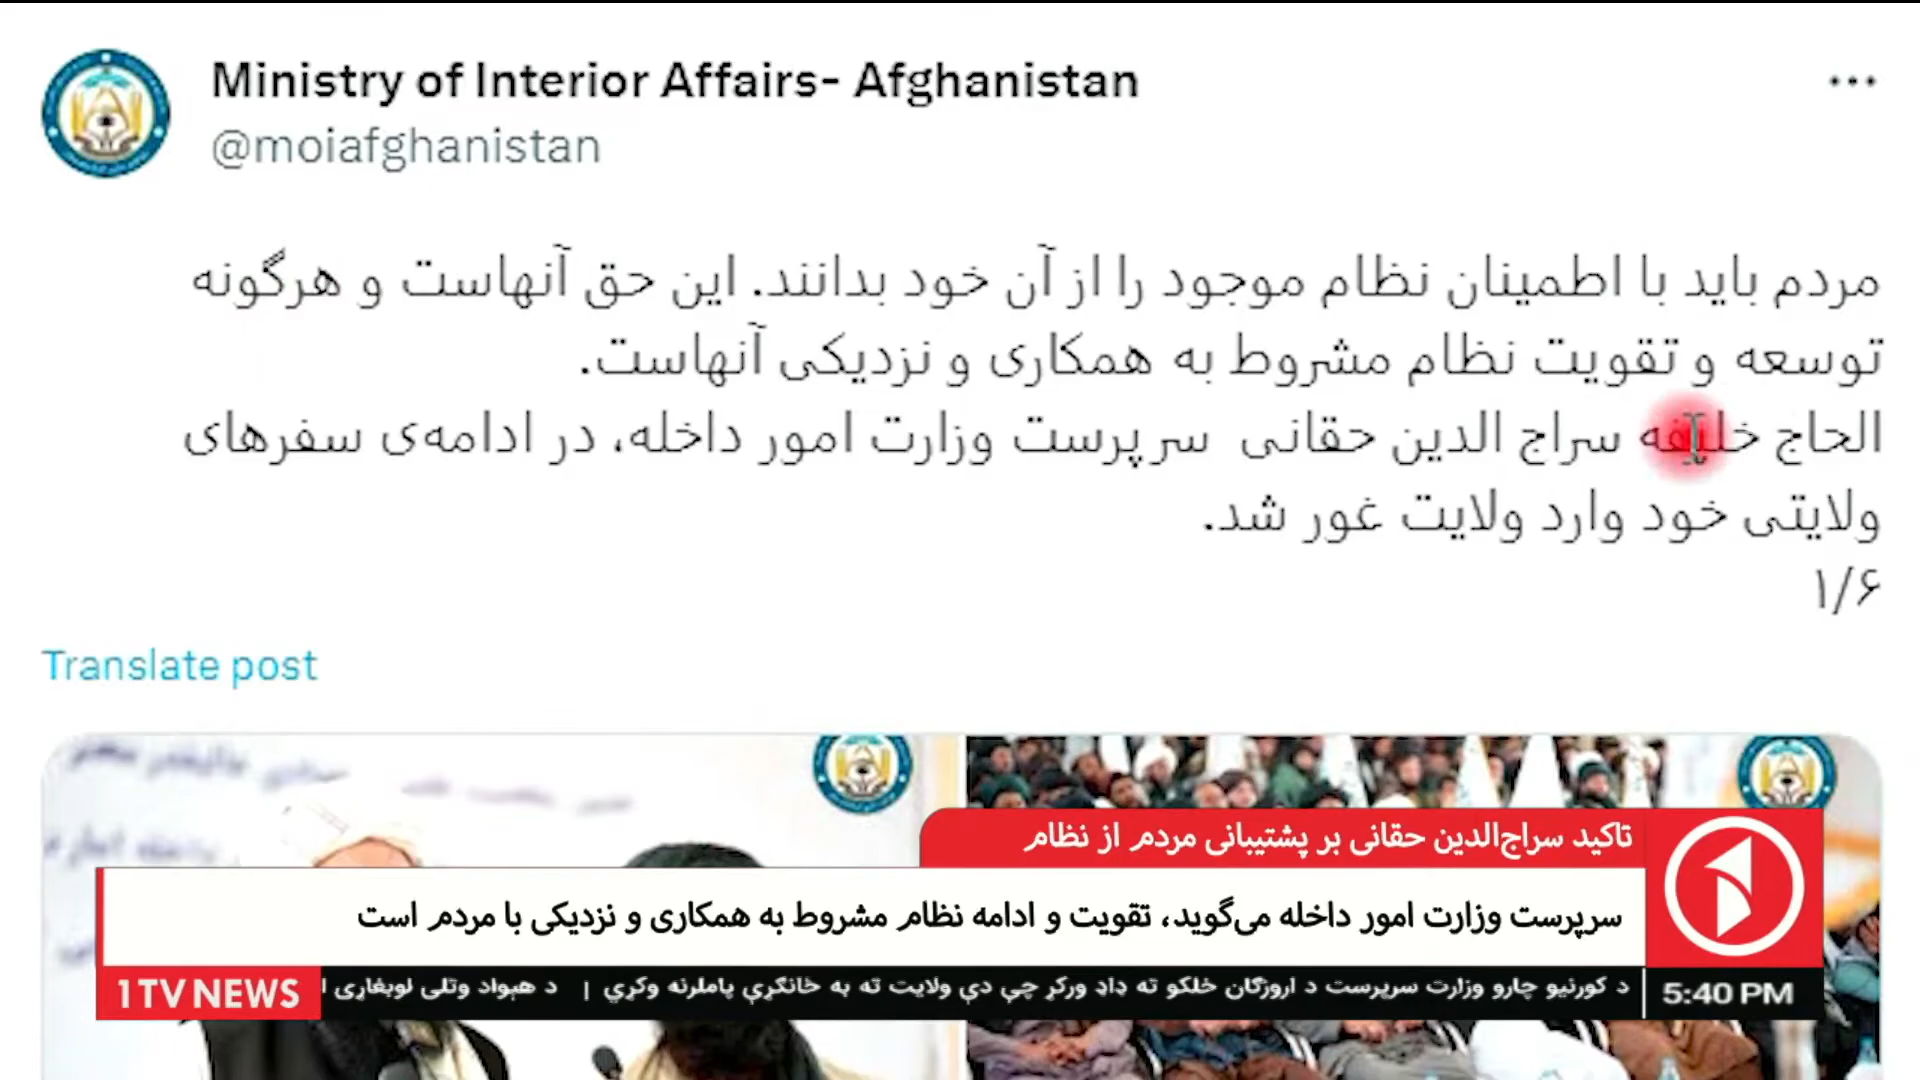 Ministry of Interior Affairs- Afghanistan
@moiafghanistan
مردم باید با اطمینان نظام موجود را از آن خود بدانند. این حق آنهاست و هرگونه
توسعه و تقویت نظام مشروط به همکاری و نزدیکی آنهاست.
الحاج خلیفه سراج الدین حقانی سرپرست وزارت امور داخله، در ادامه‌ی سفرهای
ولایتی خود وارد ولایت غور شد.
۱/۶
Translate post
تاکید سراج‌الدین حقانی بر پشتیبانی مردم از نظام
سرپرست وزارت امور داخله می‌گوید، تقویت و ادامه نظام مشروط به همکاری و نزدیکی با مردم است
1TV NEWS
د کورنیو چارو وزارت سرپرست د اروزګان خلکو ته ډاډ ورکړ چې دې ولایت ته به ځانګړې پاملرنه وکړي | د هېواد وتلی لوبغاړی
5:40 PM